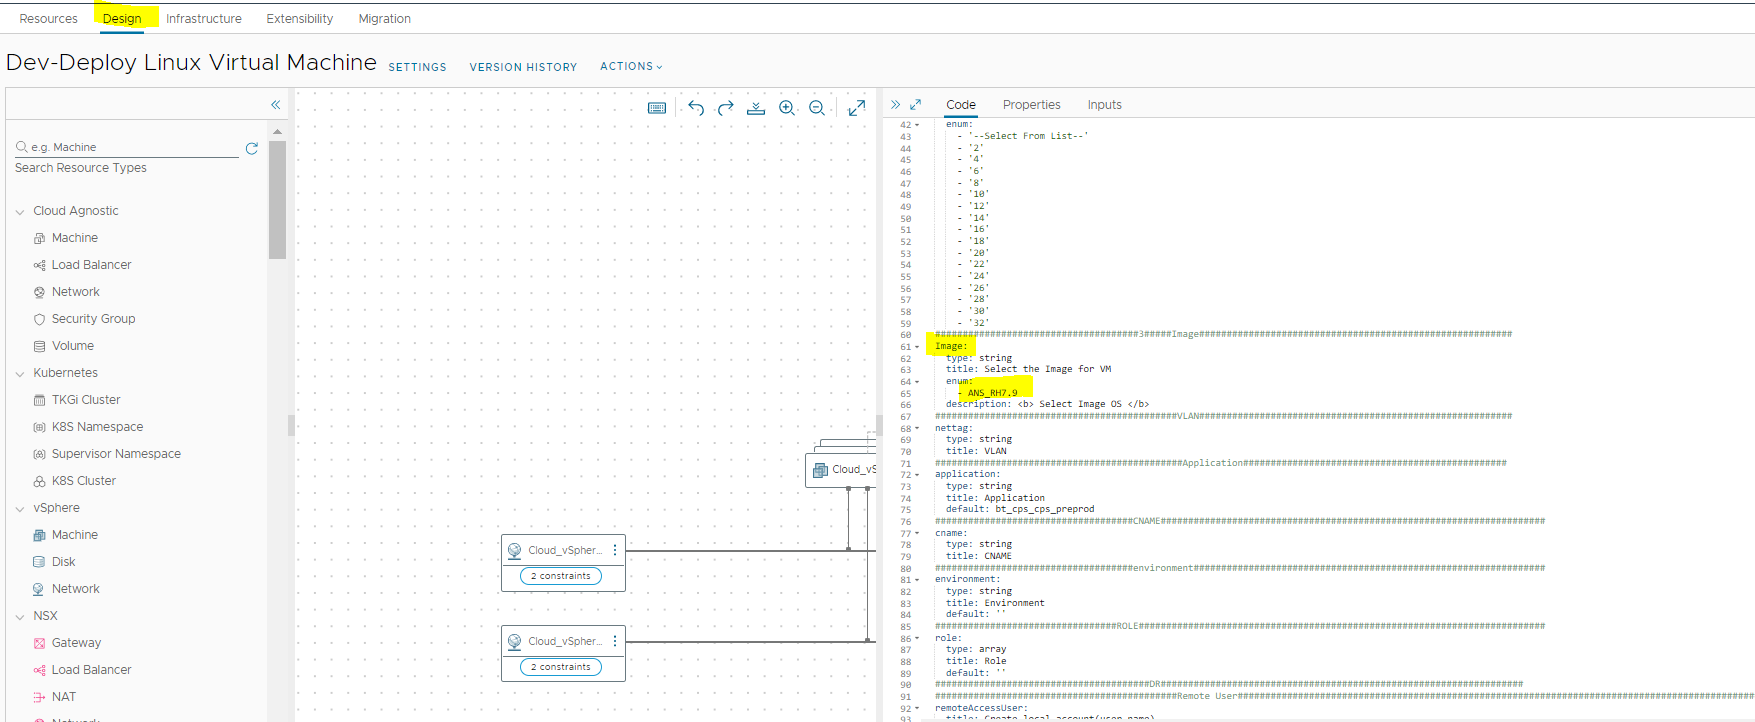 Resources Design Infrastructure Extensibility Migration
Dev-Deploy Linux Virtual Machine SETTINGS VERSION HISTORY ACTIONS
e.g. Machine
Search Resource Types
Cloud Agnostic
Machine
Load Balancer
Network
Security Group
Volume
Kubernetes
TKGi Cluster
K8S Namespace
Supervisor Namespace
K8S Cluster
vSphere
Machine
Disk
Network
NSX
Gateway
Load Balancer
NAT
Network
Cloud_vS
Cloud_vSpher...
2 constraints
Cloud_vSpher...
2 constraints
Code Properties Inputs
42 enum:
43 - '--Select From List--'
44 - '2'
45 - '4'
46 - '6'
47 - '8'
48 - '10'
49 - '12'
50 - '14'
51 - '16'
52 - '18'
53 - '20'
54 - '22'
55 - '24'
56 - '26'
57 - '28'
58 - '30'
59 - '32'
60 #####################################3#####Image#########################################################
61 Image:
62 type: string
63 title: Select the Image for VM
64 enum:
65 - ANS_RH7.9
66 description: <b> Select Image OS </b>
67 ############################################VLAN#########################################################
68 nettag:
69 type: string
70 title: VLAN
71 #############################################Application################################################
72 application:
73 type: string
74 title: Application
75 default: bt_cps_cps_preprod
76 ####################################CNAME######################################################################
77 cname:
78 type: string
79 title: CNAME
80 ####################################environment################################################################
81 environment:
82 type: string
83 title: Environment
84 default: ''
85 #################################ROLE##########################################################################
86 role:
87 type: array
88 title: Role
89 default: ''
90 #######################################DR##################################################################
91 ############################################Remote User##############################################################################################
92 remoteAccessUser:
93 title: Create local account(user name)